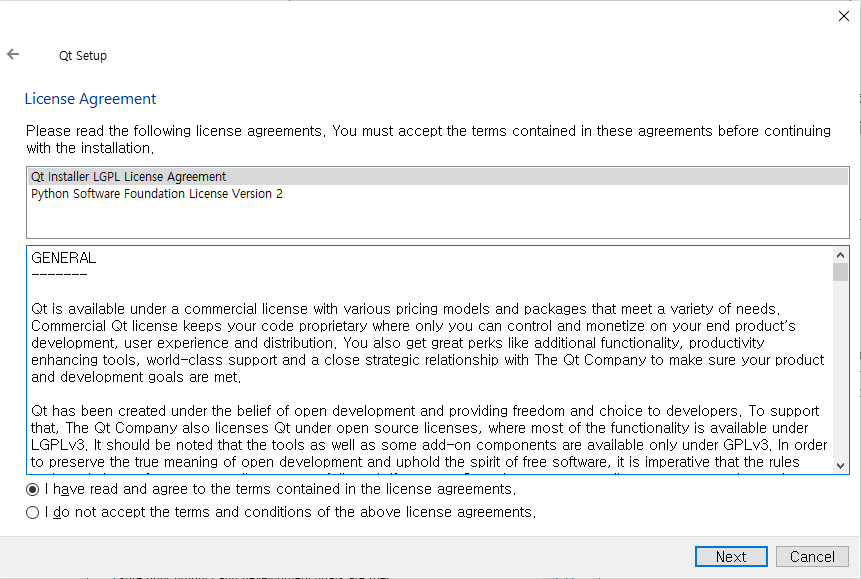 Qt Setup
License Agreement
Please read the following license agreements. You must accept the terms contained in these agreements before continuing
with the installation.
Qt Installer LGPL License Agreement
Python Software Foundation License Version 2
GENERAL
-------
Qt is available under a commercial license with various pricing models and packages that meet a variety of needs.
Commercial Qt license keeps your code proprietary where only you can control and monetize on your end product's
development, user experience and distribution. You also get great perks like additional functionality, productivity
enhancing tools, world-class support and a close strategic relationship with The Qt Company to make sure your product
and development goals are met.
Qt has been created under the belief of open development and providing freedom and choice to developers. To support
that, The Qt Company also licenses Qt under open source licenses, where most of the functionality is available under
LGPLv3. It should be noted that the tools as well as some add-on components are available only under GPLv3. In order
to preserve the true meaning of open development and uphold the spirit of free software, it is imperative that the rules
I have read and agree to the terms contained in the license agreements.
I do not accept the terms and conditions of the above license agreements.
Next
Cancel